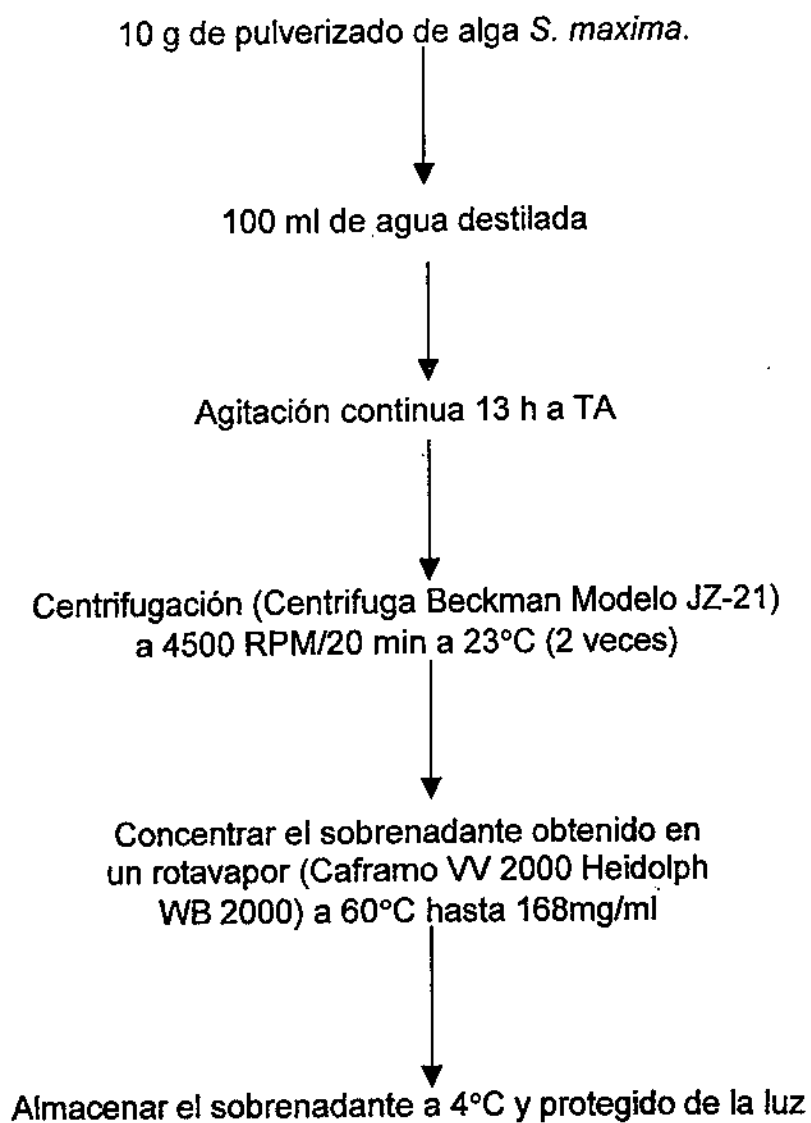 10 g de pulverizado de alga S. maxima.
100 ml de agua destilada
Agitación continua 13 h a TA
Centrifugación (Centrifuga Beckman Modelo JZ-21)
a 4500 RPM/20 min a 23°C (2 veces)
Concentrar el sobrenadante obtenido en
un rotavapor (Caframo VV 2000 Heidolph
WB 2000) a 60°C hasta 168mg/ml
Almacenar el sobrenadante a 4°C y protegido de la luz